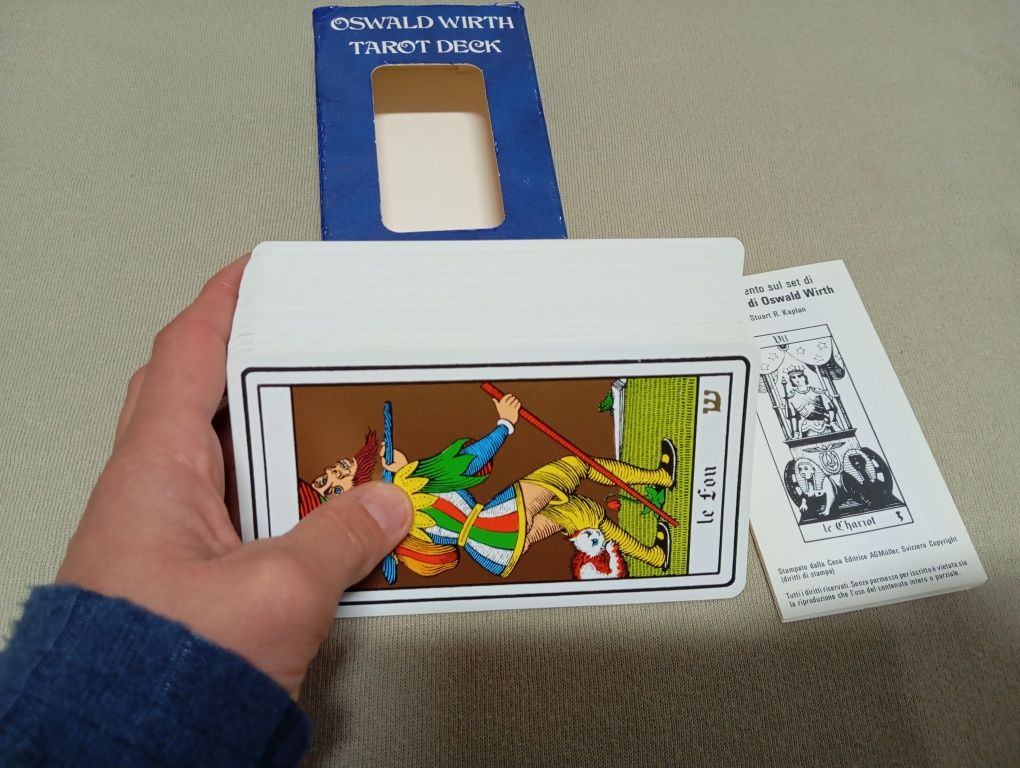 OSWALD WIRTH
TAROT DECK
ש
le Fou
ento sul set di
di Oswald Wirth
Stuart R. Kaplan
VII
le Chariot
ז
Stampato dalla Casa Editrice AGMüller, Svizzera Copyright
(diritti di stampa)
Tutti i diritti riservati. Senza permesso per iscritto è vietata sia
la riproduzione che l'uso del contenuto intero o parziale.